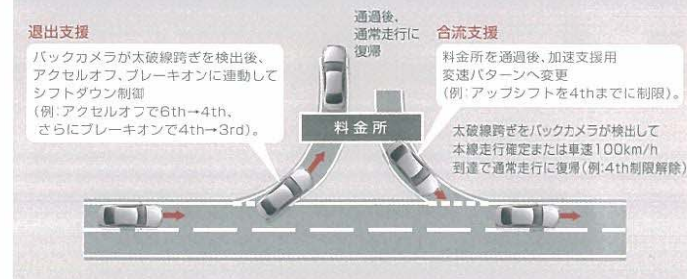 退出支援
バックカメラが太破線跨ぎを検出後、
アクセルオフ、ブレーキオンに連動して
シフトダウン制御
(例:アクセルオフで6th→4th、
さらにブレーキオンで4th→3rd)。
通過後、
通常走行に
復帰
合流支援
料金所を通過後、加速支援用
変速パターンへ変更
(例:アップシフトを4thまでに制限)。
料金所
太破線跨ぎをバックカメラが検出して
本線走行確定または車速100km/h
到達で通常走行に復帰(例:4th制限解除)